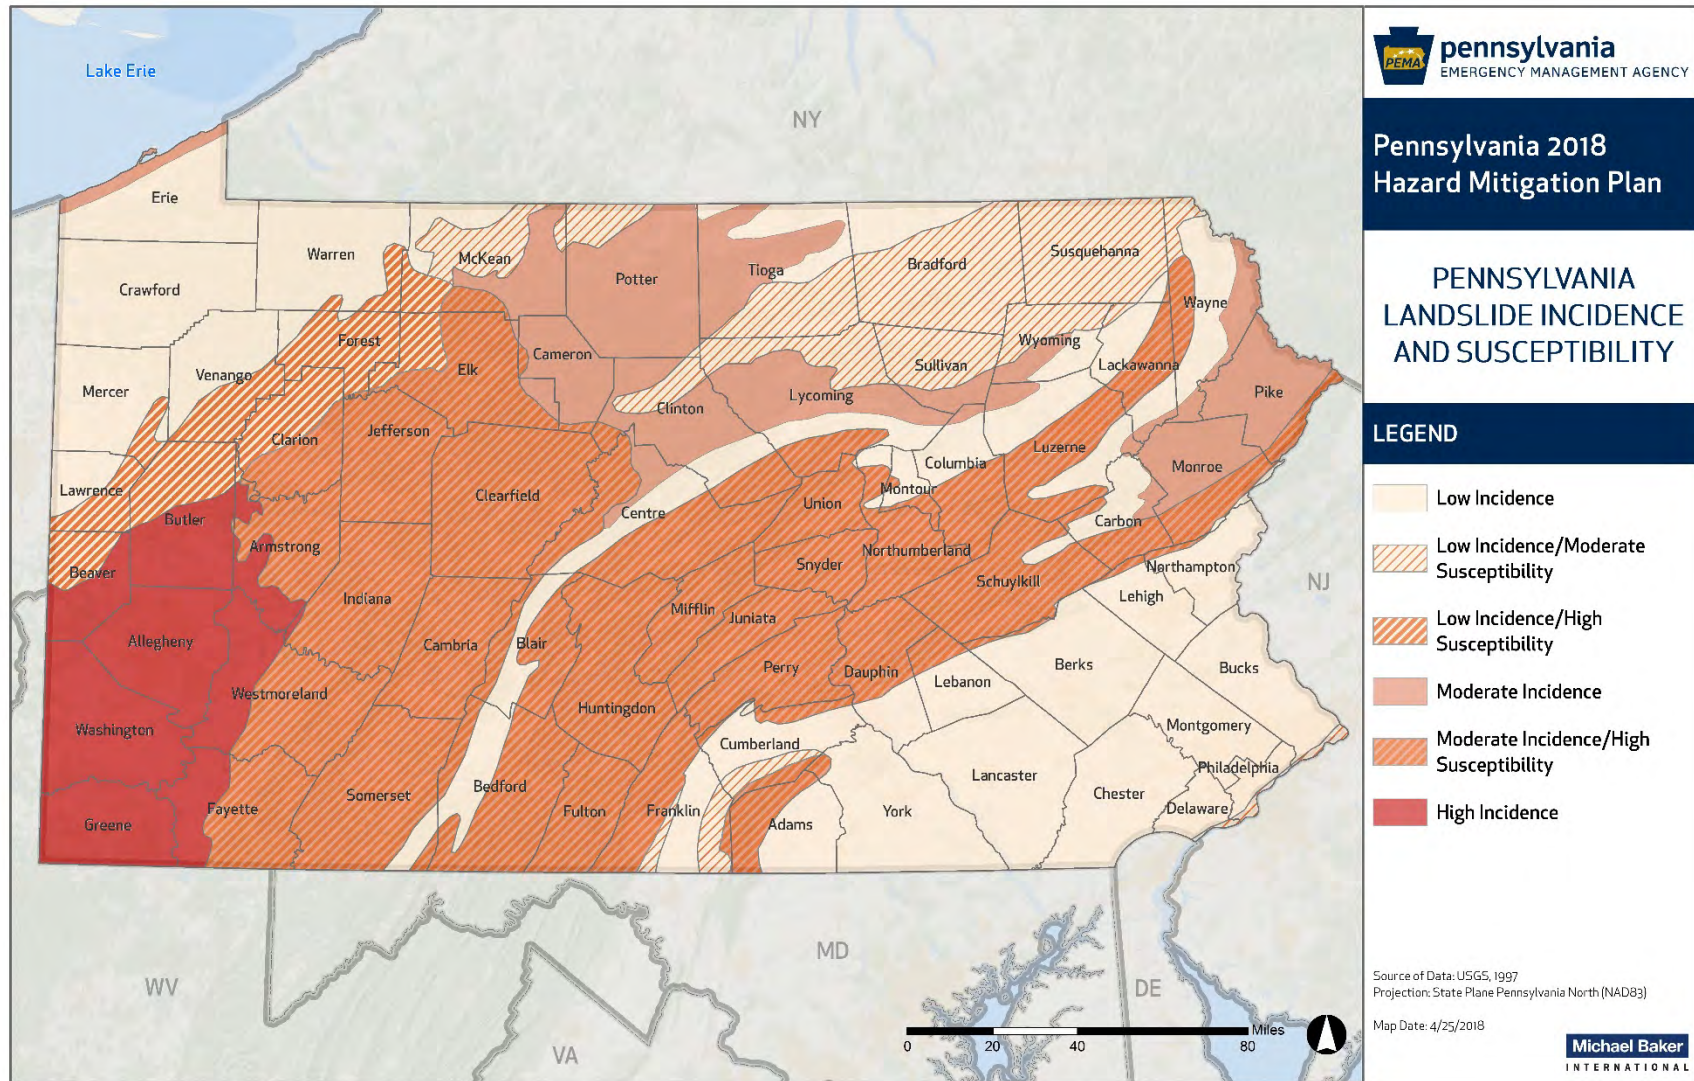 Lake Erie
NY
Erie
Warren
McKean
Crawford
Potter
Tioga
Bradford
Susquehanna
Wayne
Forest
Elk
Cameron
Venango
Mercer
Clinton
Lycoming
Sullivan
Wyoming
Lackawanna
Pike
Clarion
Jefferson
Luzerne
Lawrence
Butler
Clearfield
Centre
Union
Montour
Columbia
Monroe
Carbon
Armstrong
Beaver
Indiana
Snyder
Northumberland
Schuylkill
Northampton
Lehigh
NJ
Allegheny
Cambria
Blair
Mifflin
Juniata
Perry
Dauphin
Lebanon
Berks
Bucks
Westmoreland
Washington
Huntingdon
Cumberland
Montgomery
Philadelphia
Lancaster
Chester
Delaware
Greene
Fayette
Somerset
Bedford
Fulton
Franklin
Adams
York
WV
MD
DE
VA
Miles
0 20 40 80
PEMA
pennsylvania
EMERGENCY MANAGEMENT AGENCY
Pennsylvania 2018
Hazard Mitigation Plan
PENNSYLVANIA
LANDSLIDE INCIDENCE
AND SUSCEPTIBILITY
LEGEND
Low Incidence
Low Incidence/Moderate
Susceptibility
Low Incidence/High
Susceptibility
Moderate Incidence
Moderate Incidence/High
Susceptibility
High Incidence
Source of Data: USGS, 1997
Projection: State Plane Pennsylvania North (NAD83)
Map Date: 4/25/2018
Michael Baker
INTERNATIONAL